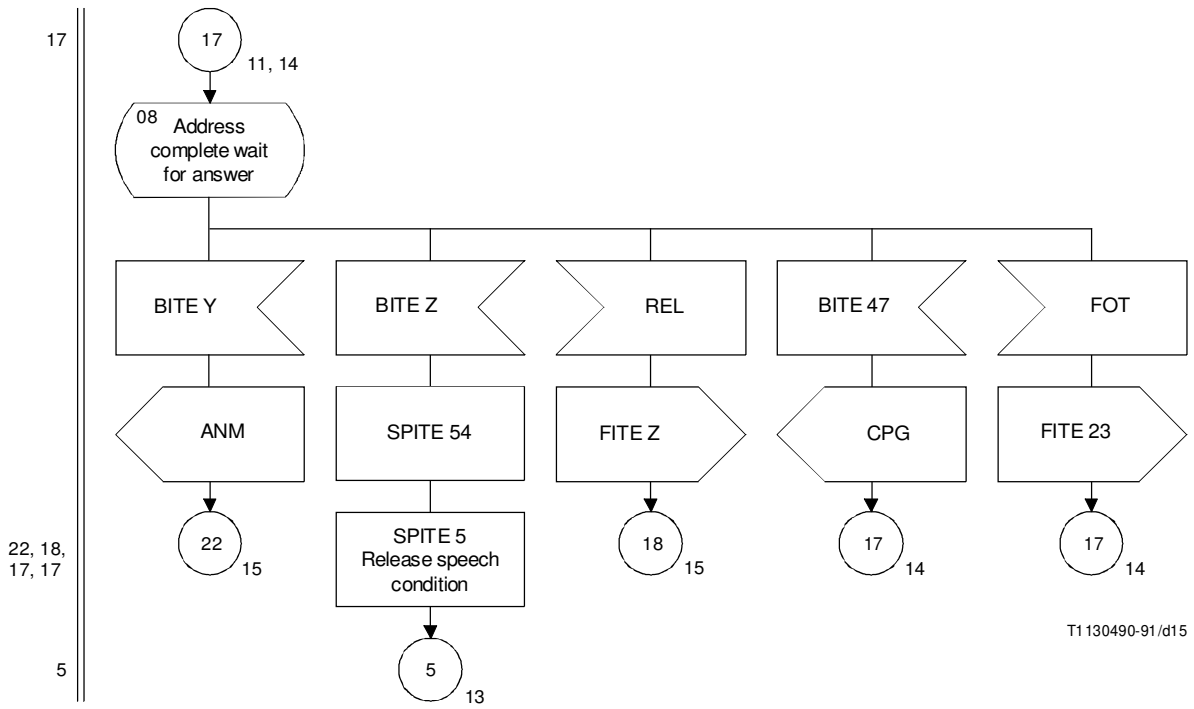 17
17
11, 14
08
Address
complete wait
for answer
BITE Y
BITE Z
REL
BITE 47
FOT
ANM
SPITE 54
FITE Z
CPG
FITE 23
22, 18,
17, 17
22
15
SPITE 5
Release speech
condition
18
15
17
14
17
14
T1130490-91/d15
5
5
13